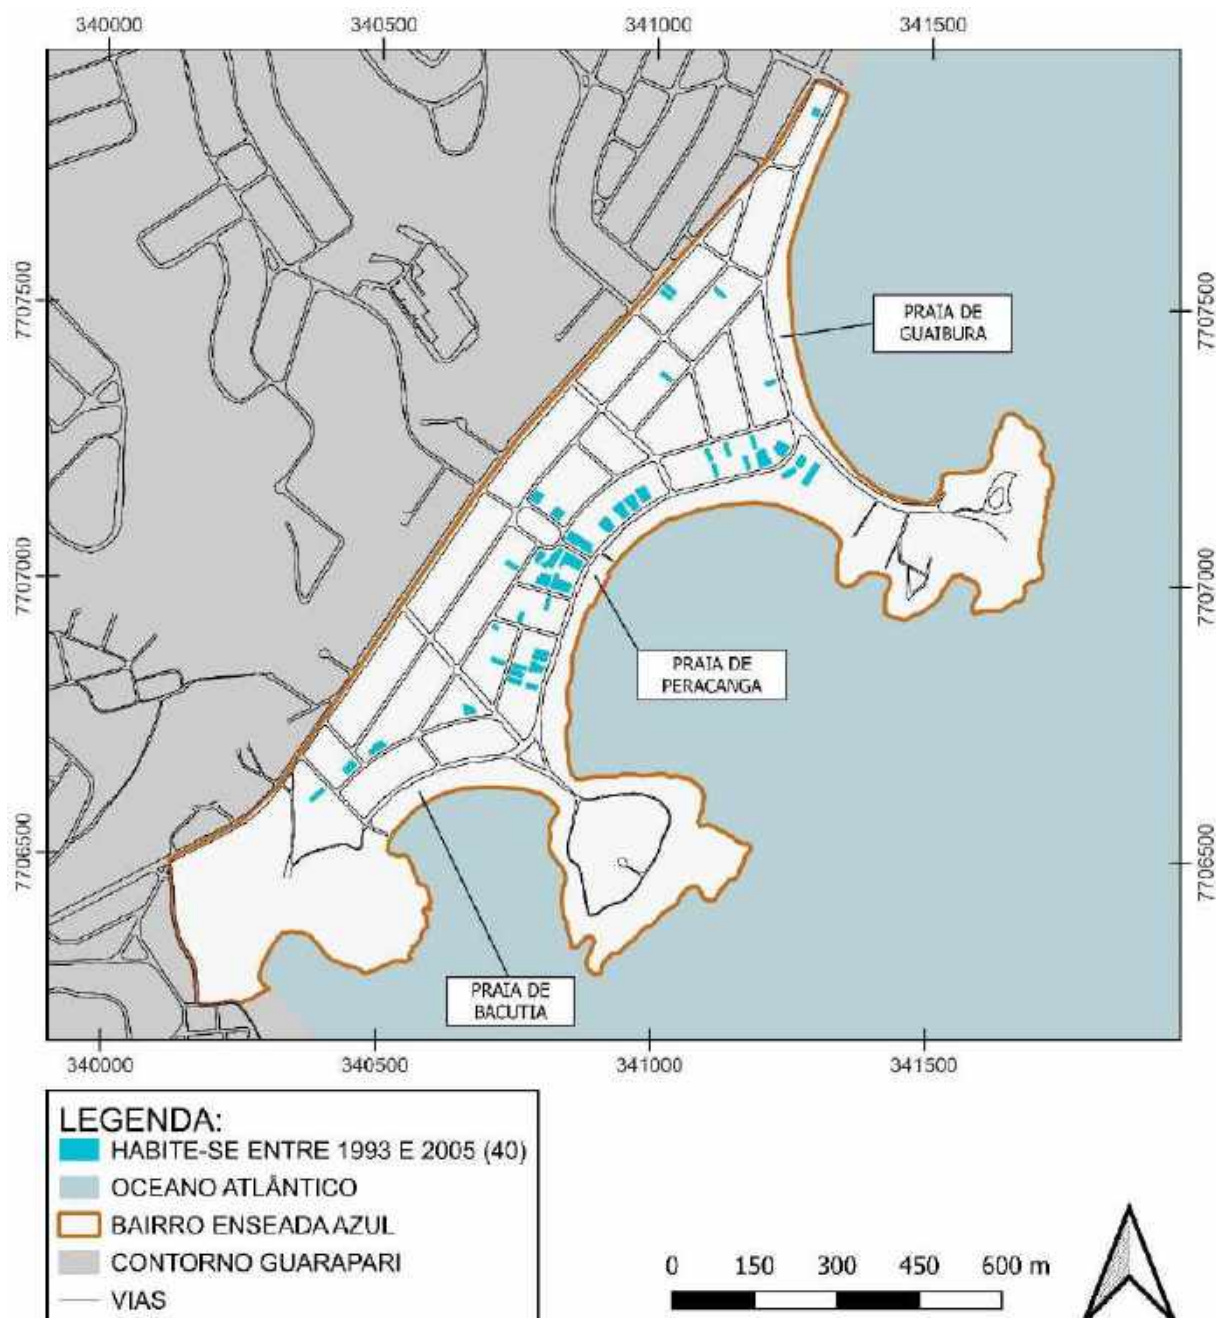 340000
340500
341000
341500
7707500
7707500
PRAIA DE
GUAIBURA
7707000
7707000
PRAIA DE
PERACANGA
7706500
7706500
PRAIA DE
BACUTIA
340000
340500
341000
341500
LEGENDA:
HABITE-SE ENTRE 1993 E 2005 (40)
OCEANO ATLÂNTICO
BAIRRO ENSEADA AZUL
CONTORNO GUARAPARI
VIAS
0 150 300 450 600 m